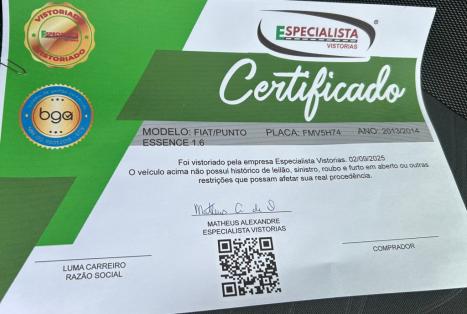 VISTORIADO
ESPECIALISTA
VISTORIADO
ESPECIALISTA
VISTORIAS
®
bga
Certificado
MODELO: FIAT/PUNTO ESSENCE 1.6 PLACA: FMV5H74 ANO: 2013/2014
Foi vistoriado pela empresa Especialista Vistorias. 02/09/2025
O veículo acima não possui histórico de leilão, sinistro, roubo e furto em aberto ou outras
restrições que possam afetar sua real procedência.
MATHEUS ALEXANDRE
ESPECIALISTA VISTORIAS
LUMA CARREIRO
RAZÃO SOCIAL
COMPRADOR